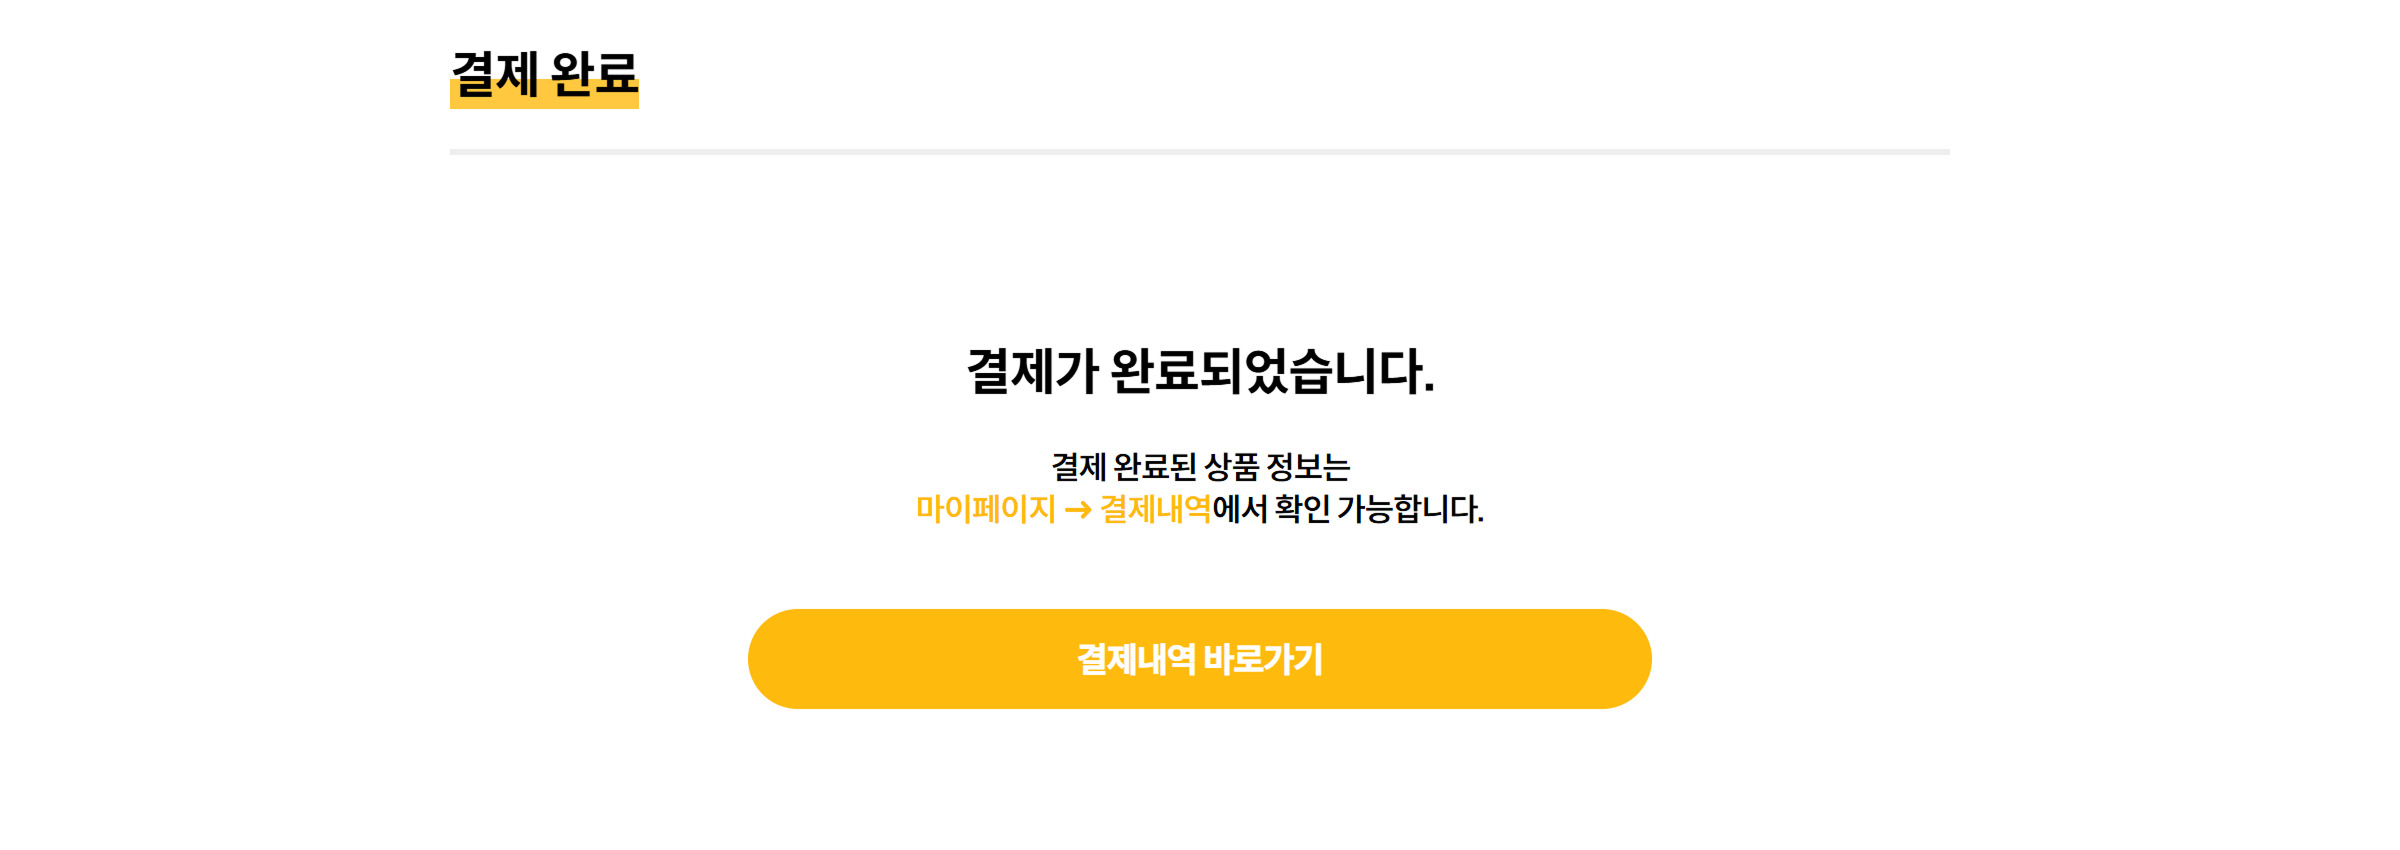 결제 완료
결제가 완료되었습니다.
결제 완료된 상품 정보는
마이페이지 → 결제내역에서 확인 가능합니다.
결제내역 바로가기